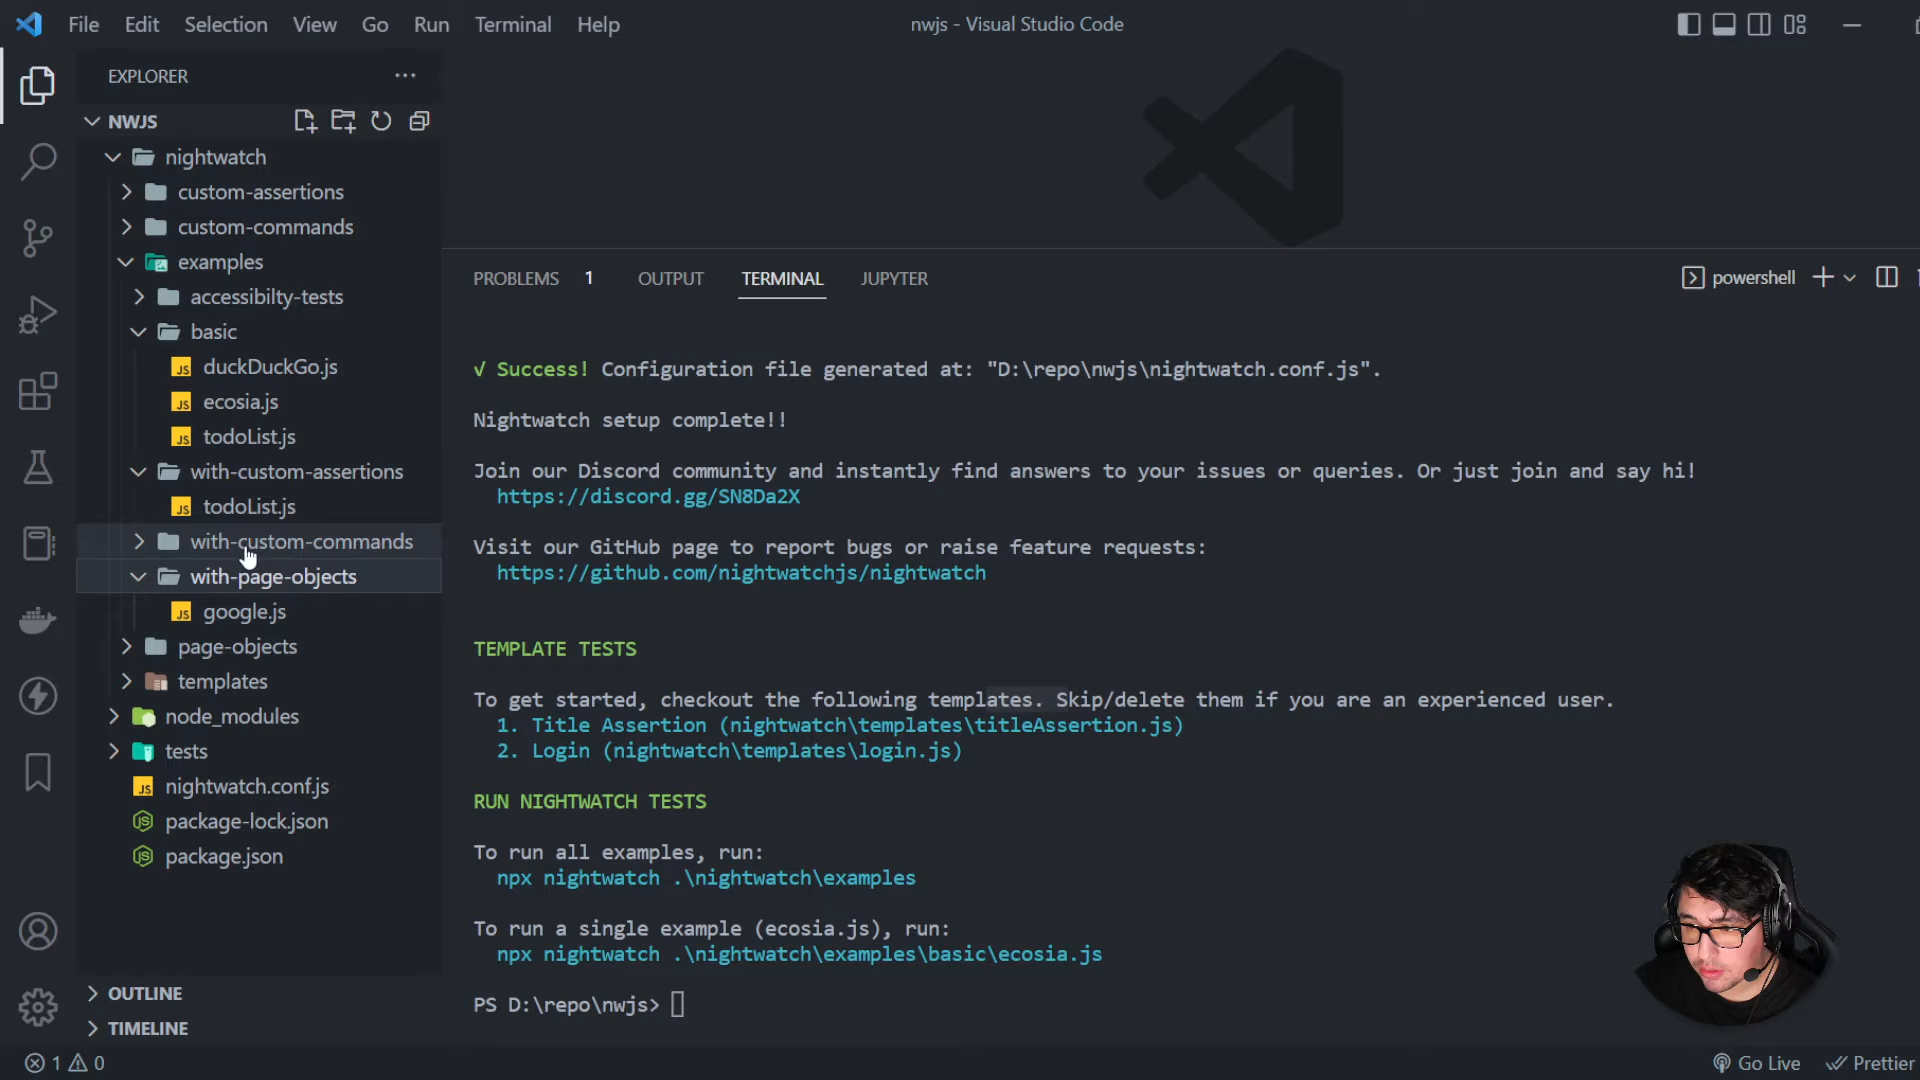 File Edit Selection View Go Run Terminal Help
nwjs - Visual Studio Code
EXPLORER
NWJS
nightwatch
custom-assertions
custom-commands
examples
accessibilty-tests
basic
JS duckDuckGo.js
JS ecosia.js
JS todoList.js
with-custom-assertions
JS todoList.js
with-custom-commands
with-page-objects
JS google.js
page-objects
templates
node_modules
tests
JS nightwatch.conf.js
package-lock.json
package.json
OUTLINE
TIMELINE
PROBLEMS 1 OUTPUT TERMINAL JUPYTER
powershell
√ Success! Configuration file generated at: "D:\repo\nwjs\nightwatch.conf.js".
Nightwatch setup complete!!
Join our Discord community and instantly find answers to your issues or queries. Or just join and say hi!
https://discord.gg/SN8Da2X
Visit our GitHub page to report bugs or raise feature requests:
https://github.com/nightwatchjs/nightwatch
TEMPLATE TESTS
To get started, checkout the following templates. Skip/delete them if you are an experienced user.
1. Title Assertion (nightwatch\templates\titleAssertion.js)
2. Login (nightwatch\templates\login.js)
RUN NIGHTWATCH TESTS
To run all examples, run:
npx nightwatch .\nightwatch\examples
To run a single example (ecosia.js), run:
npx nightwatch .\nightwatch\examples\basic\ecosia.js
PS D:\repo\nwjs>
1 0
Go Live Prettier